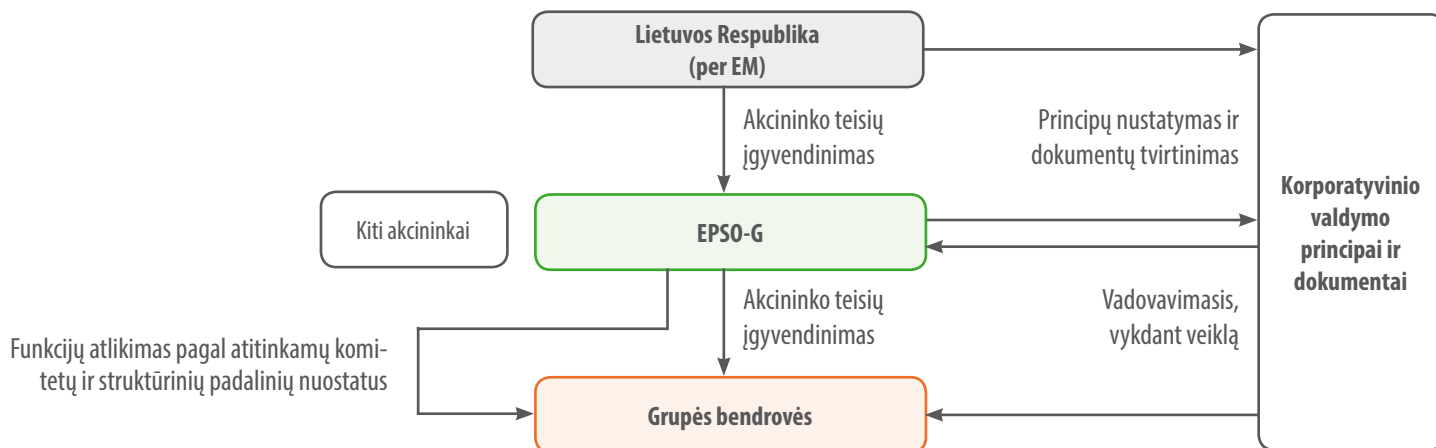 Lietuvos Respublika
(per EM)
Akcininko teisių
įgyvendinimas
Principų nustatymas ir
dokumentų tvirtinimas
Korporatyvinio
valdymo
principai ir
dokumentai
Kiti akcininkai
EPSO-G
Akcininko teisių
įgyvendinimas
Vadovavimasis,
vykdant veiklą
Funkcijų atlikimas pagal atitinkamų komi-
tetų ir struktūrinių padalinių nuostatus
Grupės bendrovės